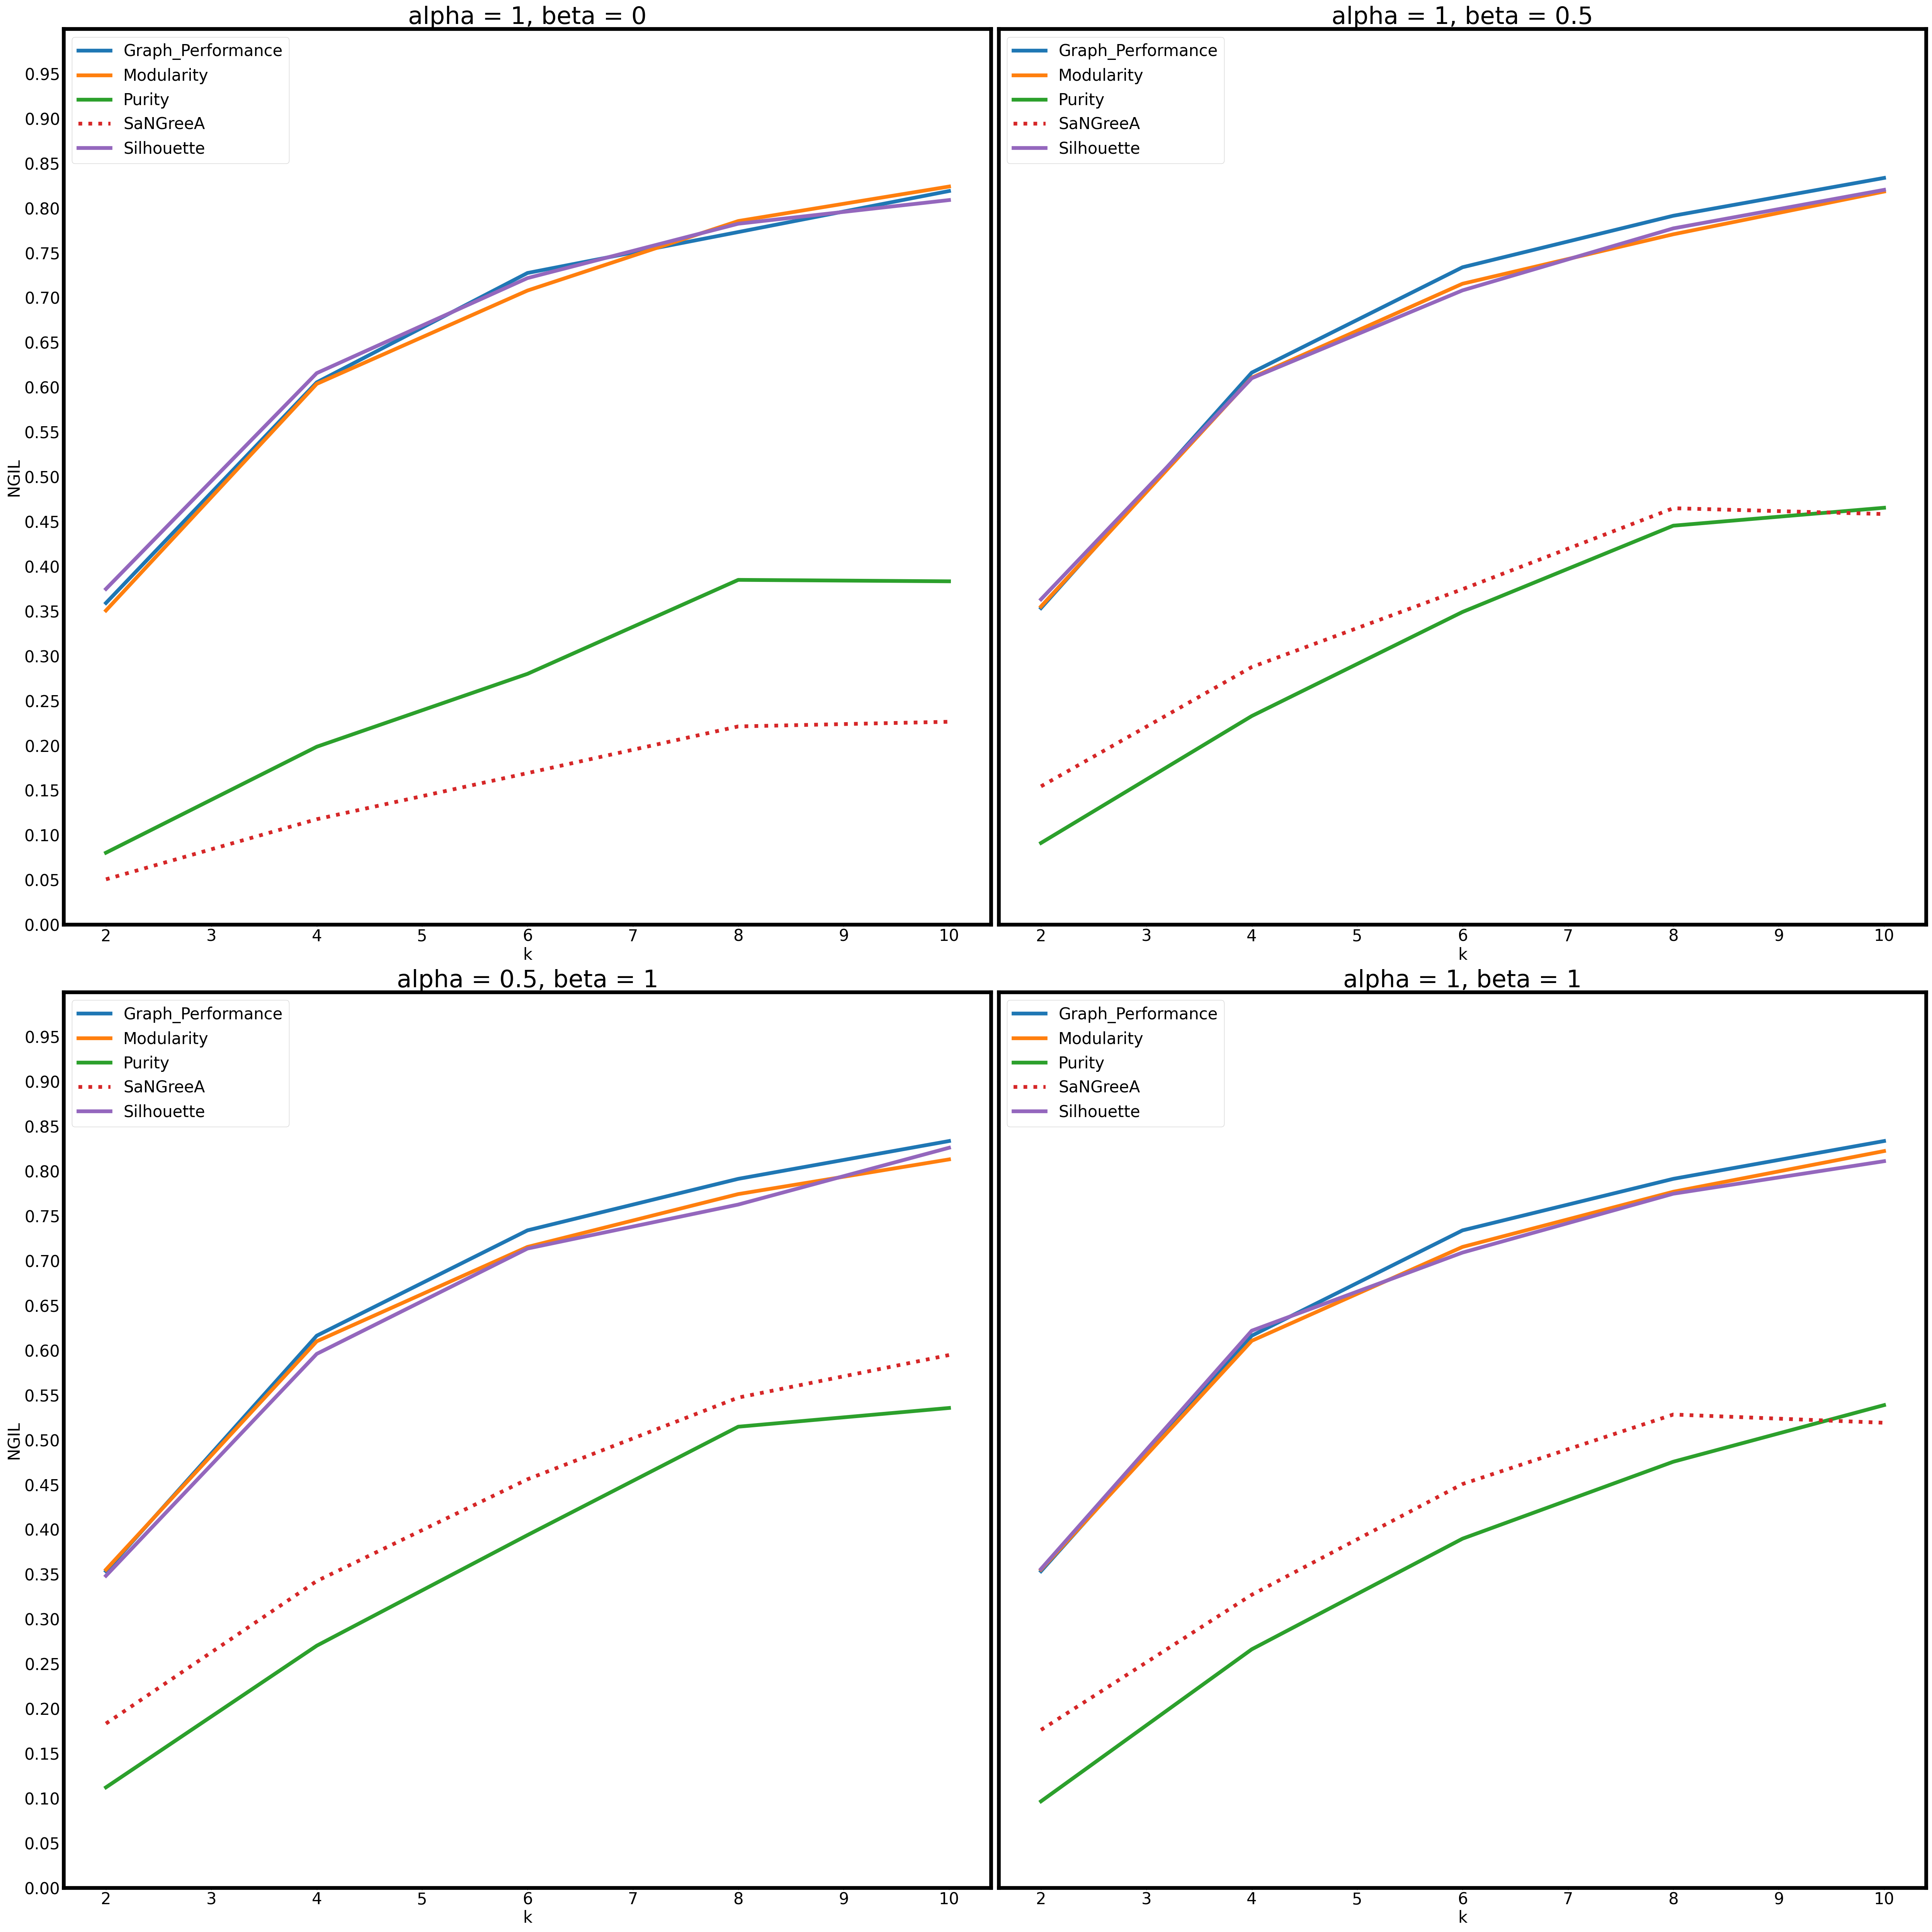 alpha = 1, beta = 0
Graph_Performance
Modularity
Purity
SaNGreeA
Silhouette
0.95
0.90
0.85
0.80
0.75
0.70
0.65
0.60
0.55
0.50
0.45
0.40
0.35
0.30
0.25
0.20
0.15
0.10
0.05
0.00
NGIL
2 3 4 5 6 7 8 9 10
k
alpha = 1, beta = 0.5
Graph_Performance
Modularity
Purity
SaNGreeA
Silhouette
2 3 4 5 6 7 8 9 10
k
alpha = 0.5, beta = 1
Graph_Performance
Modularity
Purity
SaNGreeA
Silhouette
0.95
0.90
0.85
0.80
0.75
0.70
0.65
0.60
0.55
0.50
0.45
0.40
0.35
0.30
0.25
0.20
0.15
0.10
0.05
0.00
NGIL
2 3 4 5 6 7 8 9 10
k
alpha = 1, beta = 1
Graph_Performance
Modularity
Purity
SaNGreeA
Silhouette
2 3 4 5 6 7 8 9 10
k